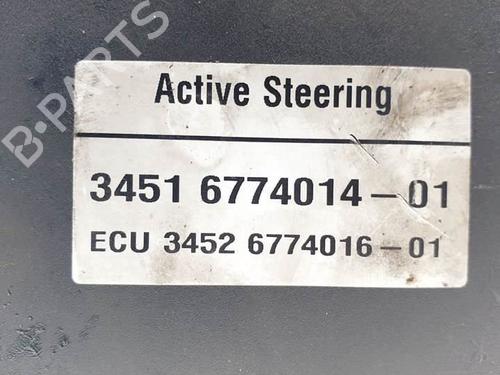 B-PARTS
Active Steering
3451 6774014-01
ECU 3452 6774016-01